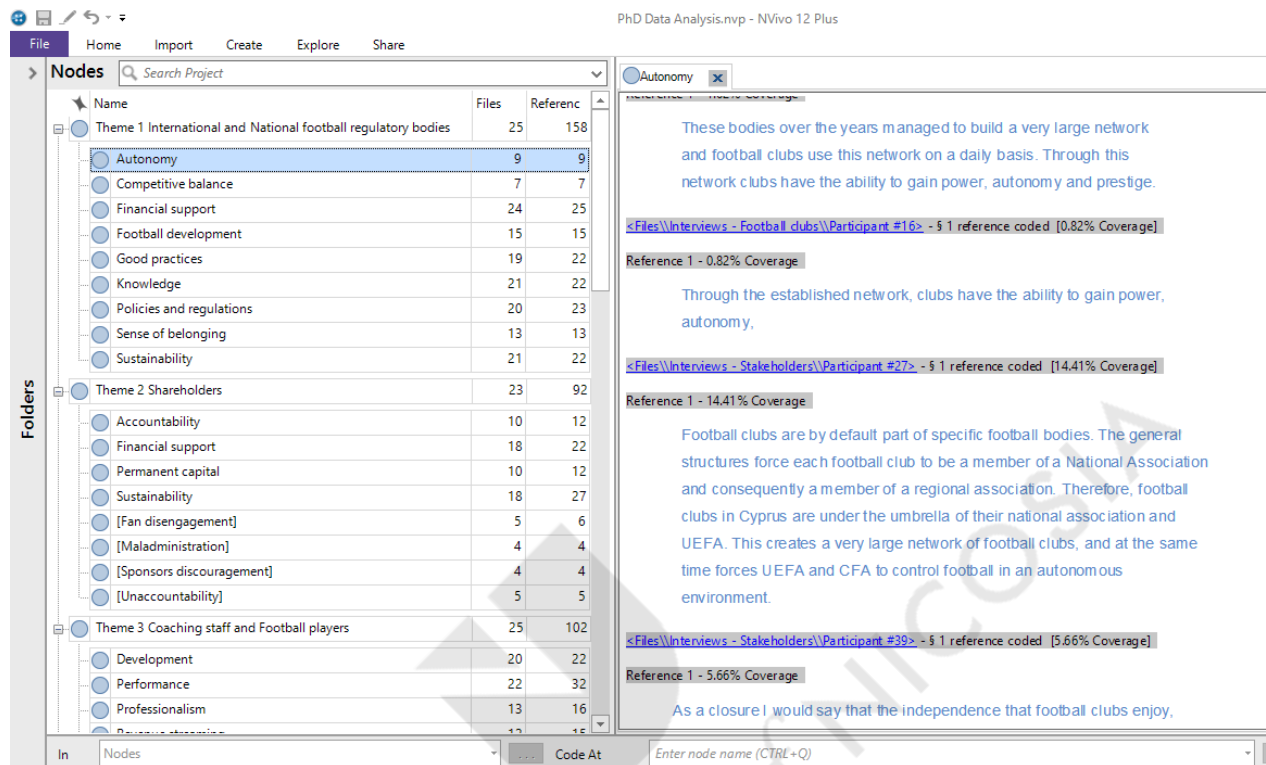 PhD Data Analysis.nvp - NVivo 12 Plus
File Home Import Create Explore Share
Nodes Search Project
Name Files Referenc
Theme 1 International and National football regulatory bodies 25 158
Autonomy 9 9
Competitive balance 7 7
Financial support 24 25
Football development 15 15
Good practices 19 22
Knowledge 21 22
Policies and regulations 20 23
Sense of belonging 13 13
Sustainability 21 22
Theme 2 Shareholders 23 92
Accountability 10 12
Financial support 18 22
Permanent capital 10 12
Sustainability 18 27
[Fan disengagement] 5 6
[Maladministration] 4 4
[Sponsors discouragement] 4 4
[Unaccountability] 5 5
Theme 3 Coaching staff and Football players 25 102
Development 20 22
Performance 22 32
Professionalism 13 16
Folders
In Nodes ... Code At Enter node name (CTRL+Q)
Autonomy
These bodies over the years managed to build a very large network
and football clubs use this network on a daily basis. Through this
network clubs have the ability to gain power, autonomy and prestige.
<Files\\Interviews - Football clubs\\Participant #16> - § 1 reference coded [0.82% Coverage]
Reference 1 - 0.82% Coverage
Through the established network, clubs have the ability to gain power,
autonomy,
<Files\\Interviews - Stakeholders\\Participant #27> - § 1 reference coded [14.41% Coverage]
Reference 1 - 14.41% Coverage
Football clubs are by default part of specific football bodies. The general
structures force each football club to be a member of a National Association
and consequently a member of a regional association. Therefore, football
clubs in Cyprus are under the umbrella of their national association and
UEFA. This creates a very large network of football clubs, and at the same
time forces UEFA and CFA to control football in an autonomous
environment.
<Files\\Interviews - Stakeholders\\Participant #39> - § 1 reference coded [5.66% Coverage]
Reference 1 - 5.66% Coverage
As a closure I would say that the independence that football clubs enjoy,
NICOSIA